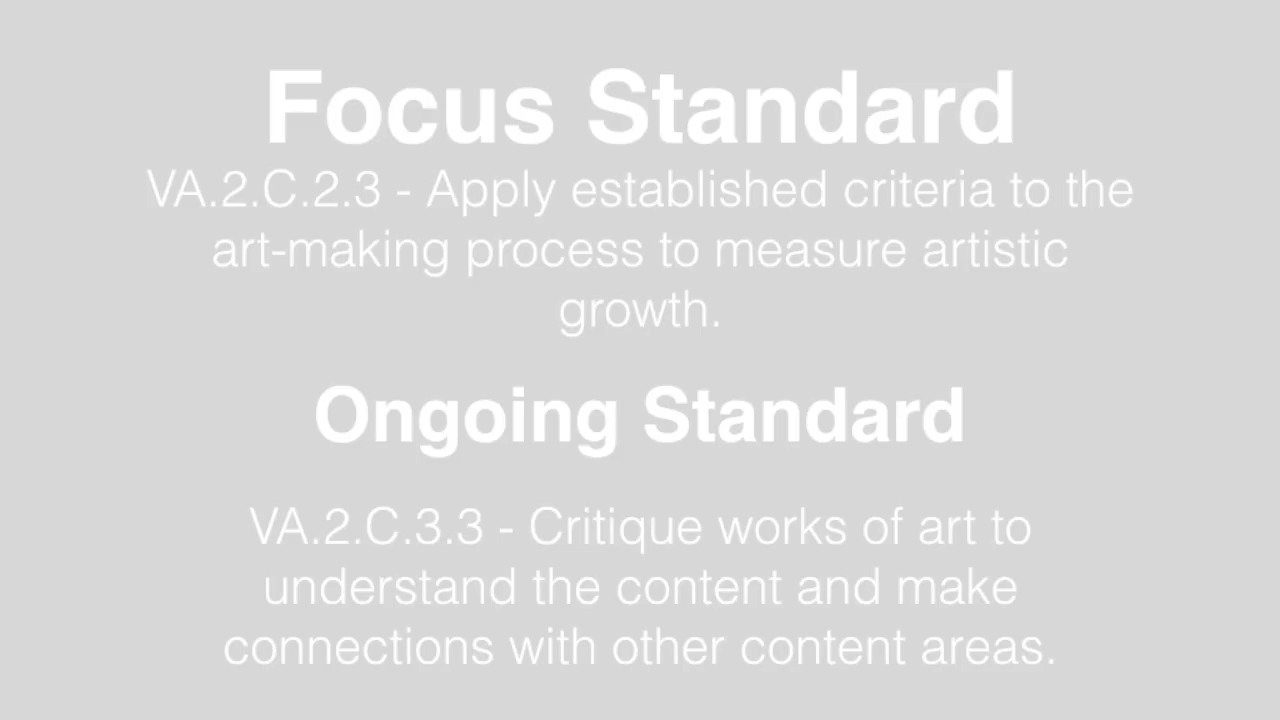 Focus Standard
VA.2.C.2.3 - Apply established criteria to the
art-making process to measure artistic
growth.
Ongoing Standard
VA.2.C.3.3 - Critique works of art to
understand the content and make
connections with other content areas.